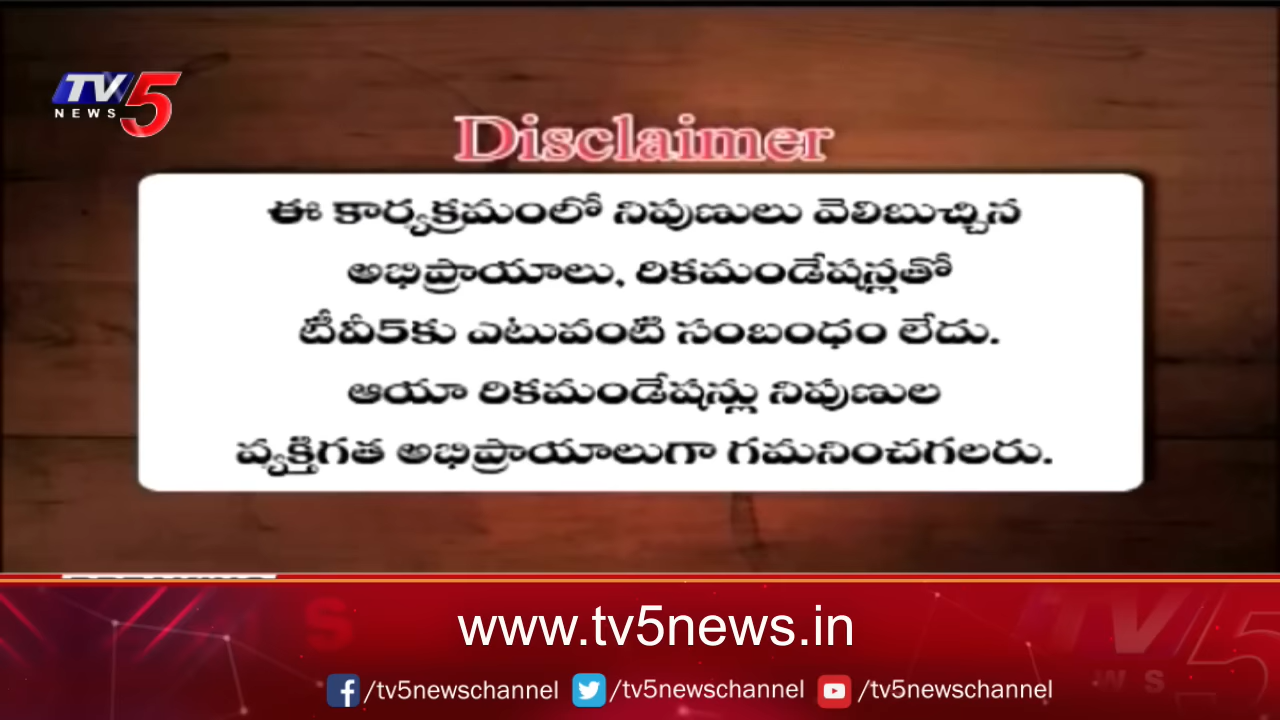 TV5
NEWS
Disclaimer
ఈ కార్యక్రమంలో నిపుణులు వెలిబుచ్చిన
అభిప్రాయాలు, రికమండేషన్లతో
టీవీ5కు ఎటువంటి సంబంధం లేదు.
ఆయా రికమండేషన్లు నిపుణుల
వ్యక్తిగత అభిప్రాయాలుగా గమనించగలరు.
www.tv5news.in
/tv5newschannel /tv5newschannel /tv5newschannel